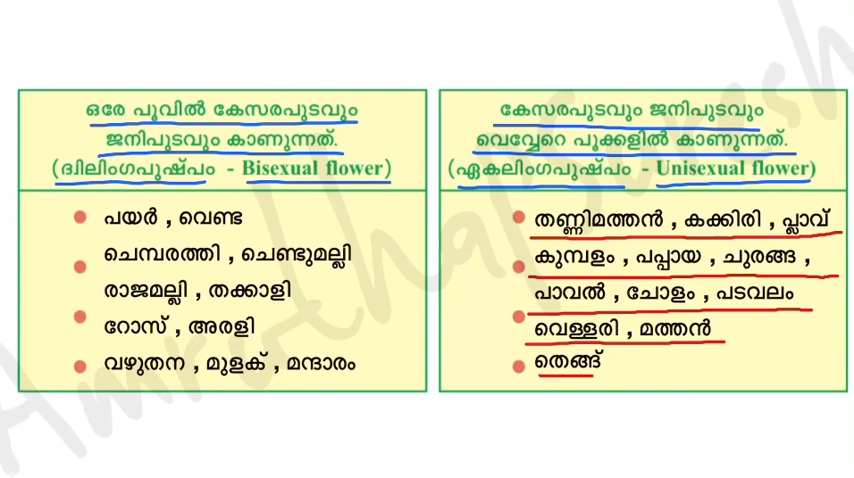 ഒരേ പൂവിൽ കേസരപുടവും
ജനിപുടവും കാണുന്നത്.
(ദ്വിലിംഗപുഷ്പം - Bisexual flower)
പയർ , വെണ്ട
ചെമ്പരത്തി , ചെണ്ടുമല്ലി
രാജമല്ലി , തക്കാളി
റോസ് , അരളി
വഴുതന , മുളക് , മന്ദാരം
കേസരപുടവും ജനിപുടവും
വെവ്വേറെ പൂക്കളിൽ കാണുന്നത്.
(ഏകലിംഗപുഷ്പം - Unisexual flower)
തണ്ണിമത്തൻ , കക്കിരി , പ്ലാവ്
കുമ്പളം , പപ്പായ , ചുരങ്ങ ,
പാവൽ , ചോളം , പടവലം
വെള്ളരി , മത്തൻ
തെങ്ങ്
Amrutha Suresh